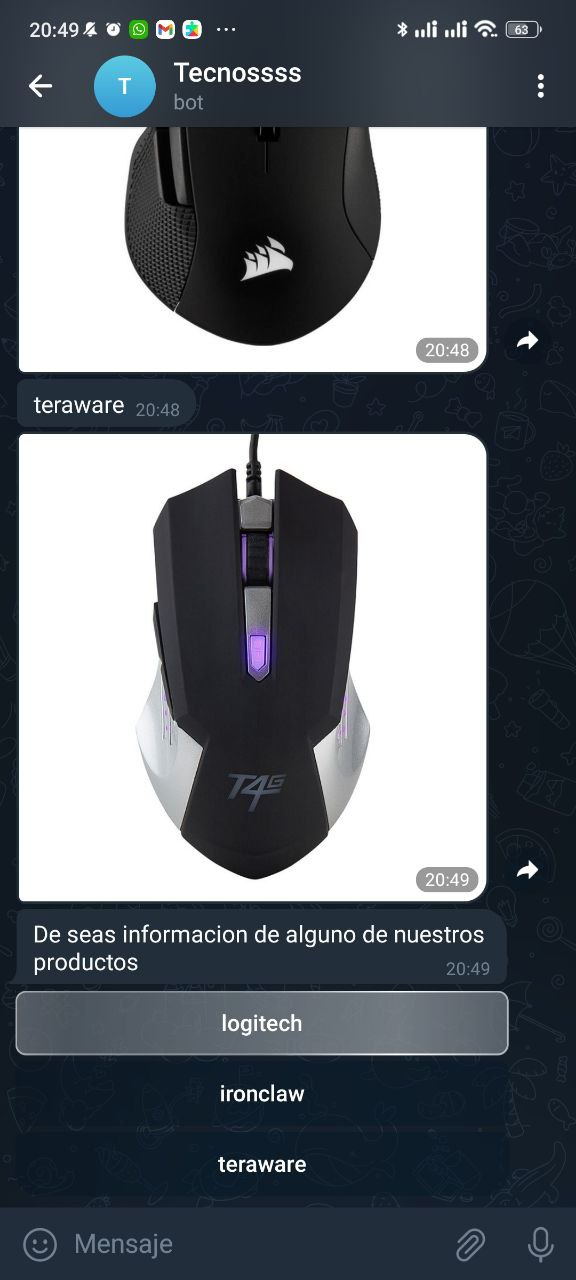 20:49
63
T
Tecnossss
bot
20:48
teraware 20:48
T4G
20:49
De seas informacion de alguno de nuestros
productos
20:49
logitech
ironclaw
teraware
Mensaje